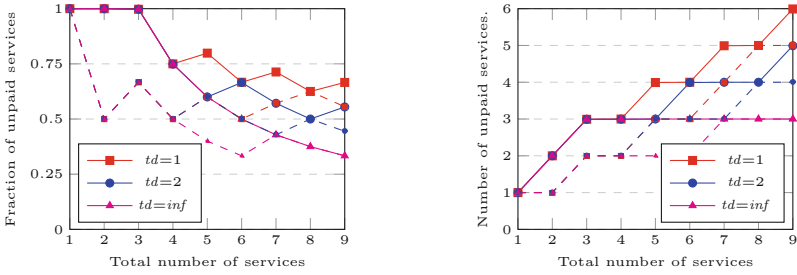 Fraction of unpaid services
1
0.75
0.5
0.25
0
td=1
td=2
td=inf
1 2 3 4 5 6 7 8 9
Total number of services
Number of unpaid services.
6
5
4
3
2
1
0
td=1
td=2
td=inf
1 2 3 4 5 6 7 8 9
Total number of services